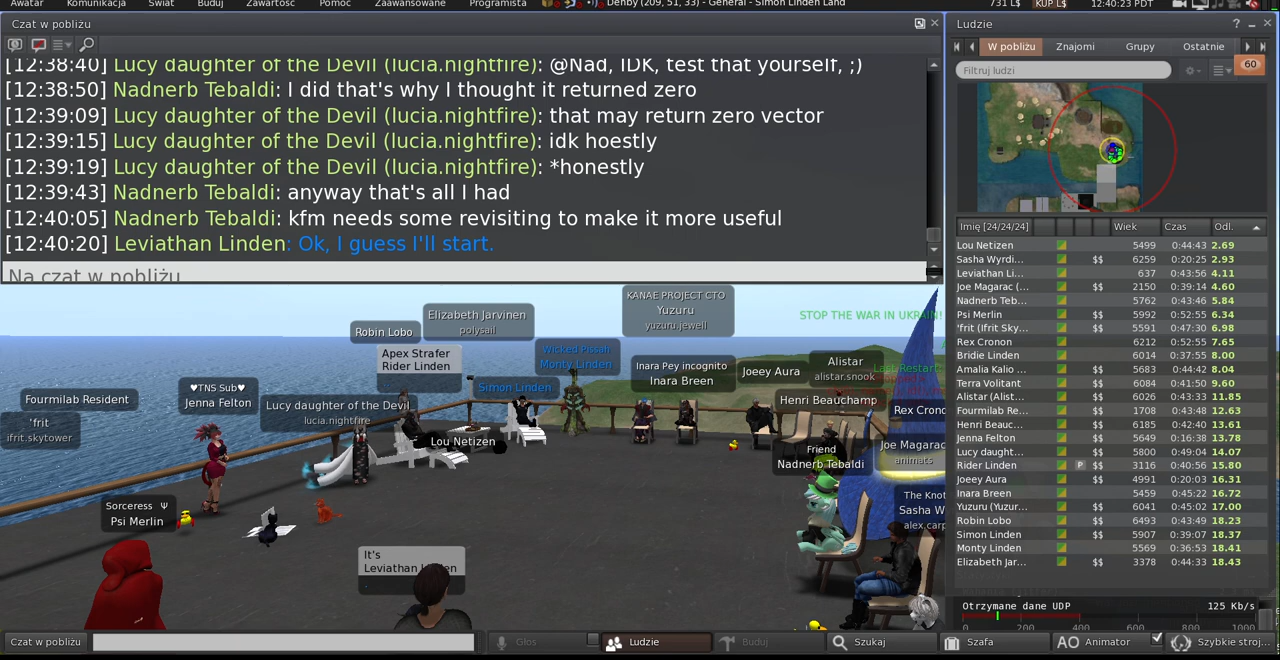 Awatar Komunikacja Świat Buduj Zawartość Pomoc Zaawansowane Programista Denby (209, 51, 33) - General - Simon Linden Land 731 L$ KUP L$ 12:40:23 PDT
Czat w pobliżu
[12:38:40] Lucy daughter of the Devil (lucia.nightfire): @Nad, IDK, test that yourself, ;)
[12:38:50] Nadnerb Tebaldi: I did that's why I thought it returned zero
[12:39:09] Lucy daughter of the Devil (lucia.nightfire): that may return zero vector
[12:39:15] Lucy daughter of the Devil (lucia.nightfire): idk hoestly
[12:39:19] Lucy daughter of the Devil (lucia.nightfire): *honestly
[12:39:43] Nadnerb Tebaldi: anyway that's all I had
[12:40:05] Nadnerb Tebaldi: kfm needs some revisiting to make it more useful
[12:40:20] Leviathan Linden: Ok, I guess I'll start.
Na czat w pobliżu
KANAE PROJECT CTO
Yuzuru
yuzuru.jewell
Elizabeth Jarvinen
polysail
STOP THE WAR IN UKRAIN!
Robin Lobo
Apex Strafer
Rider Linden
Wicked Pissah
Monty Linden
Simon Linden
Inara Pey incognito
Inara Breen
Joeey Aura
Alistar
alistar.snook
Last Restart:
♥TNS Sub♥
Jenna Felton
Fourmilab Resident
Henri Beauchamp
Lucy daughter of the Devil
lucia.nightfire
Rex Crono
'frit
ifrit.skytower
Lou Netizen
Joe Magarac
animats
Friend
Nadnerb Tebaldi
The Knot
Sasha W
alex.carp
Sorceress Ψ
Psi Merlin
It's
Leviathan Linden
Ludzie
W pobliżu Znajomi Grupy Ostatnie
60
Filtruj ludzi
Imię [24/24/24] Wiek Czas Odl.
Lou Netizen 5499 0:44:43 2.69
Sasha Wyrdi... $$ 6259 0:20:25 2.93
Leviathan Li... 637 0:43:56 4.11
Joe Magarac (... $$ 2150 0:39:14 4.60
Nadnerb Teb... 5762 0:43:46 5.84
Psi Merlin $$ 5992 0:52:55 6.34
'frit (Ifrit Sky... $$ 5591 0:47:30 6.98
Rex Cronon 6212 0:52:55 7.65
Bridie Linden 6014 0:37:55 8.00
Amalia Kalio ... $$ 5683 0:44:42 8.04
Terra Volitant $$ 6084 0:41:50 9.60
Alistar (Alist... $$ 6026 0:43:33 11.85
Fourmilab Re... $$ 1708 0:43:48 12.63
Henri Beauc... $$ 6185 0:42:40 13.61
Jenna Felton $$ 5649 0:16:38 13.78
Lucy daught... $$ 5800 0:49:04 14.07
Rider Linden P $$ 3116 0:40:56 15.80
Joeey Aura $$ 4991 0:20:03 16.31
Inara Breen 5459 0:45:22 16.72
Yuzuru (Yuzur... $$ 6041 0:45:02 17.00
Robin Lobo $$ 6493 0:43:49 18.23
Simon Linden $$ 5907 0:39:07 18.37
Monty Linden 5569 0:36:53 18.41
Elizabeth Jar... $$ 3378 0:44:33 18.43
Otrzymane dane UDP 125 Kb/s
0 200 400 600 1000
Czat w pobliżu Głos Ludzie Buduj Szukaj Szafa AO Animator Szybkie stroj...